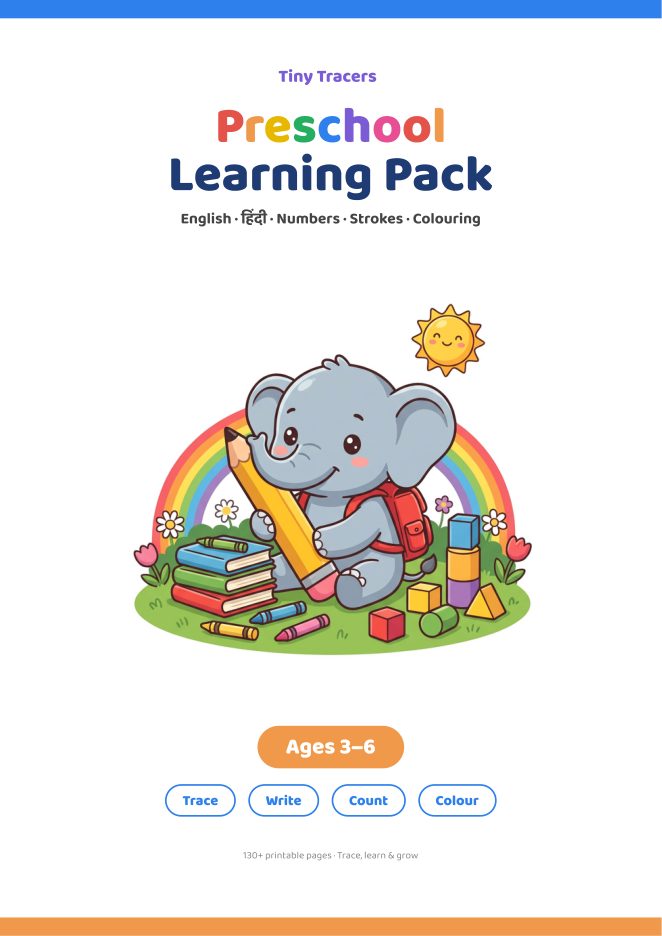 Tiny Tracers
Preschool
Learning Pack
English · हिंदी · Numbers · Strokes · Colouring
Ages 3–6
Trace Write Count Colour
130+ printable pages · Trace, learn & grow